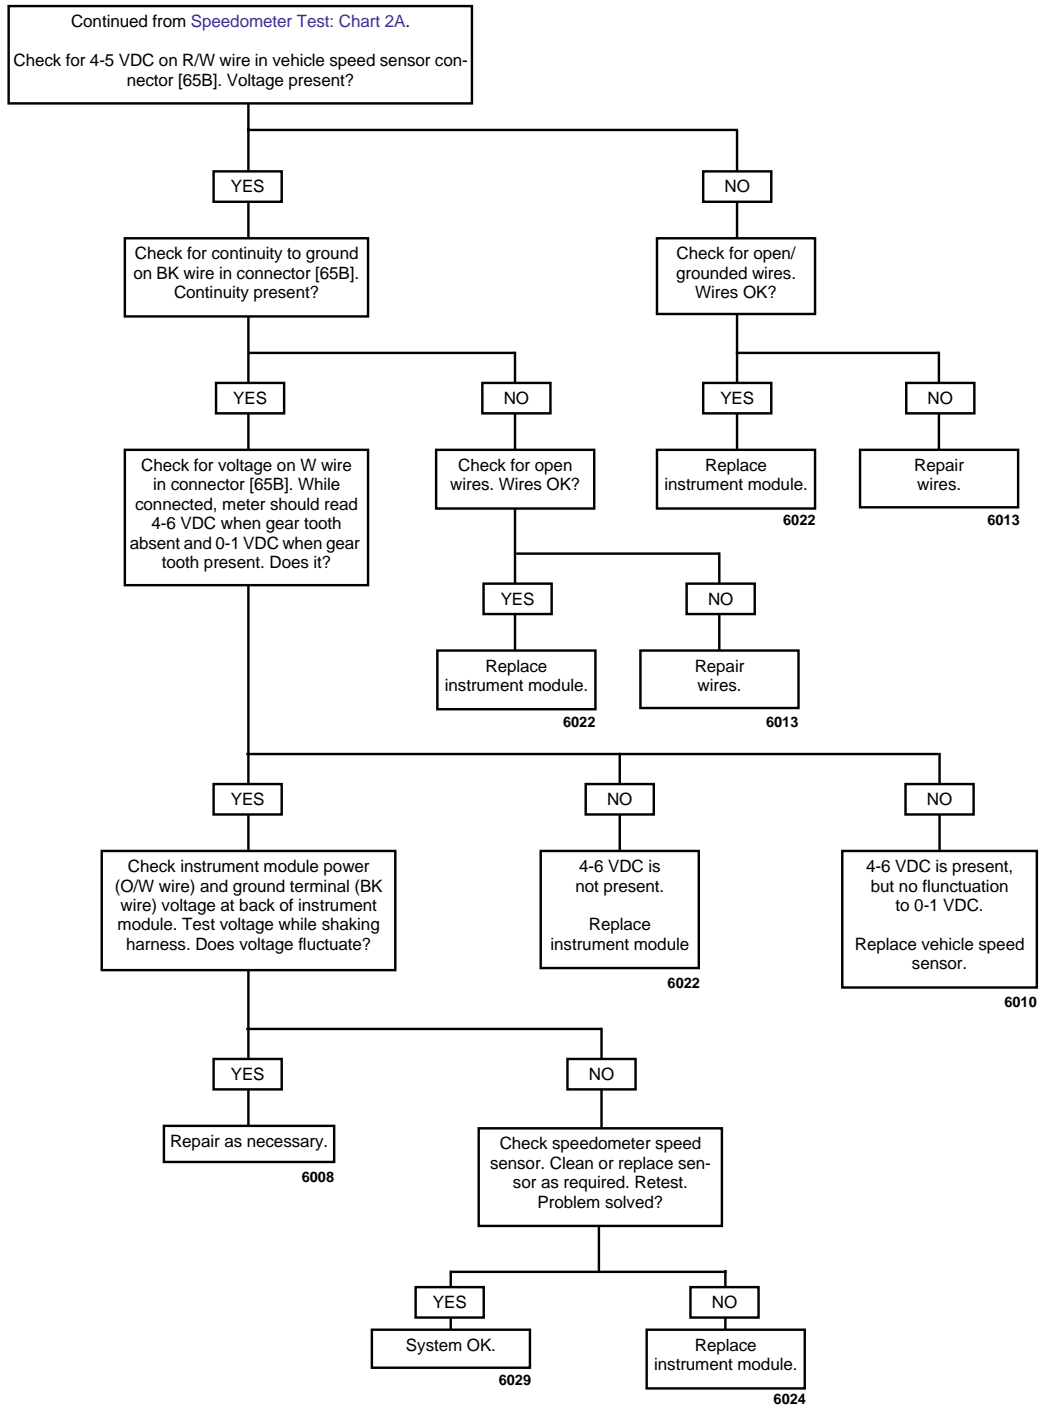 Continued from Speedometer Test: Chart 2A.
Check for 4-5 VDC on R/W wire in vehicle speed sensor con-
nector [65B]. Voltage present?
YES
NO
Check for continuity to ground
on BK wire in connector [65B].
Continuity present?
Check for open/
grounded wires.
Wires OK?
YES
NO
YES
NO
Check for voltage on W wire
in connector [65B]. While
connected, meter should read
4-6 VDC when gear tooth
absent and 0-1 VDC when gear
tooth present. Does it?
Check for open
wires. Wires OK?
Replace
instrument module.
6022
Repair
wires.
6013
YES
NO
Replace
instrument module.
6022
Repair
wires.
6013
YES
NO
NO
Check instrument module power
(O/W wire) and ground terminal (BK
wire) voltage at back of instrument
module. Test voltage while shaking
harness. Does voltage fluctuate?
4-6 VDC is
not present.
Replace
instrument module
6022
4-6 VDC is present,
but no flunctuation
to 0-1 VDC.
Replace vehicle speed
sensor.
6010
YES
NO
Repair as necessary.
6008
Check speedometer speed
sensor. Clean or replace sen-
sor as required. Retest.
Problem solved?
YES
NO
System OK.
6029
Replace
instrument module.
6024